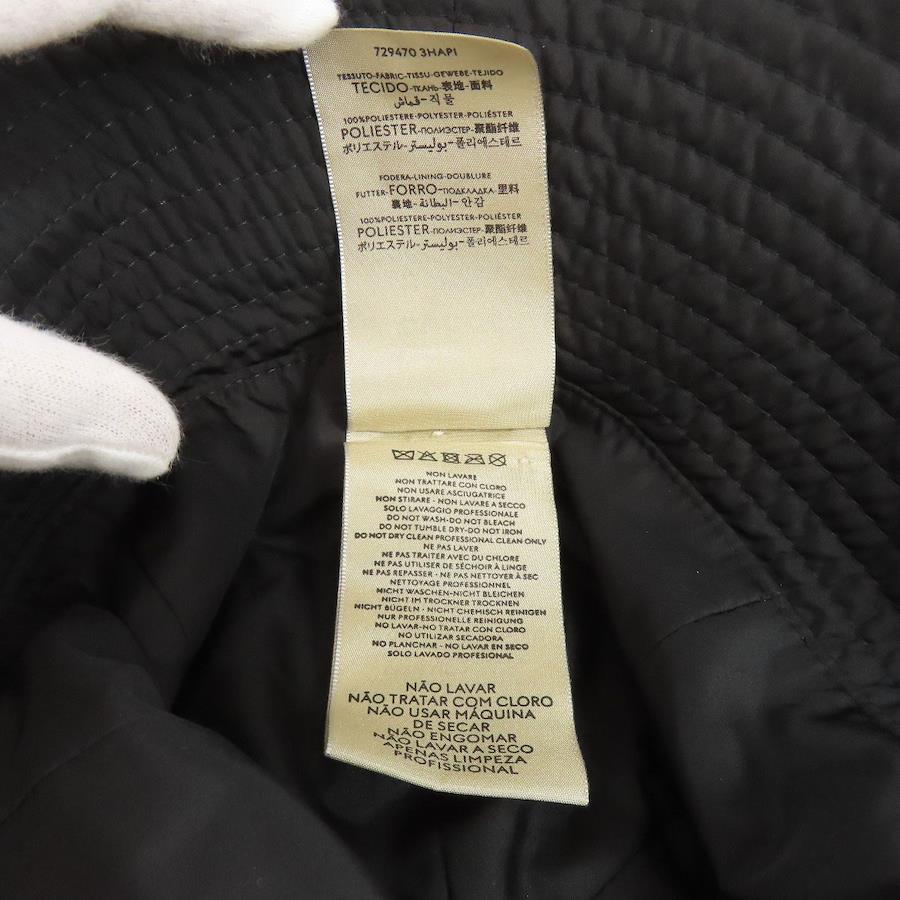 729470 3HAPI
TESSUTO-FABRIC-TISSU-GEWEBE-TEJIDO
TECIDO-ТКАНЬ-表地-面料
قماش-직물
100%POLIESTERE-POLYESTER-POLIÉSTER
POLIESTER-ПОЛИЭСТЕР-聚酯纤维
ポリエステル-بوليستر-폴리에스테르
FODERA-LINING-DOUBLURE
FUTTER-FORRO-ПОДКЛАДКА-里料
裏地-البطانة-안감
100%POLIESTERE-POLYESTER-POLIÉSTER
POLIESTER-ПОЛИЭСТЕР-聚酯纤维
ポリエステル-بوليستر-폴리에스테르
NON LAVARE
NON TRATTARE CON CLORO
NON USARE ASCIUGATRICE
NON STIRARE - NON LAVARE A SECCO
SOLO LAVAGGIO PROFESSIONALE
DO NOT WASH-DO NOT BLEACH
DO NOT TUMBLE DRY-DO NOT IRON
DO NOT DRY CLEAN PROFESSIONAL CLEAN ONLY
NE PAS LAVER
NE PAS TRAITER AVEC DU CHLORE
NE PAS UTILISER DE SÉCHOIR À LINGE
NE PAS REPASSER - NE PAS NETTOYER À SEC
NETTOYAGE PROFESSIONNEL
NICHT WASCHEN-NICHT BLEICHEN
NICHT IM TROCKNER TROCKNEN
NICHT BÜGELN - NICHT CHEMISCH REINIGEN
NUR PROFESSIONELLE REINIGUNG
NO LAVAR-NO TRATAR CON CLORO
NO UTILIZAR SECADORA
NO PLANCHAR - NO LAVAR EN SECO
SOLO LAVADO PROFESIONAL
NÃO LAVAR
NÃO TRATAR COM CLORO
NÃO USAR MÁQUINA
DE SECAR
NÃO ENGOMAR
NÃO LAVAR A SECO
APENAS LIMPEZA
PROFISSIONAL